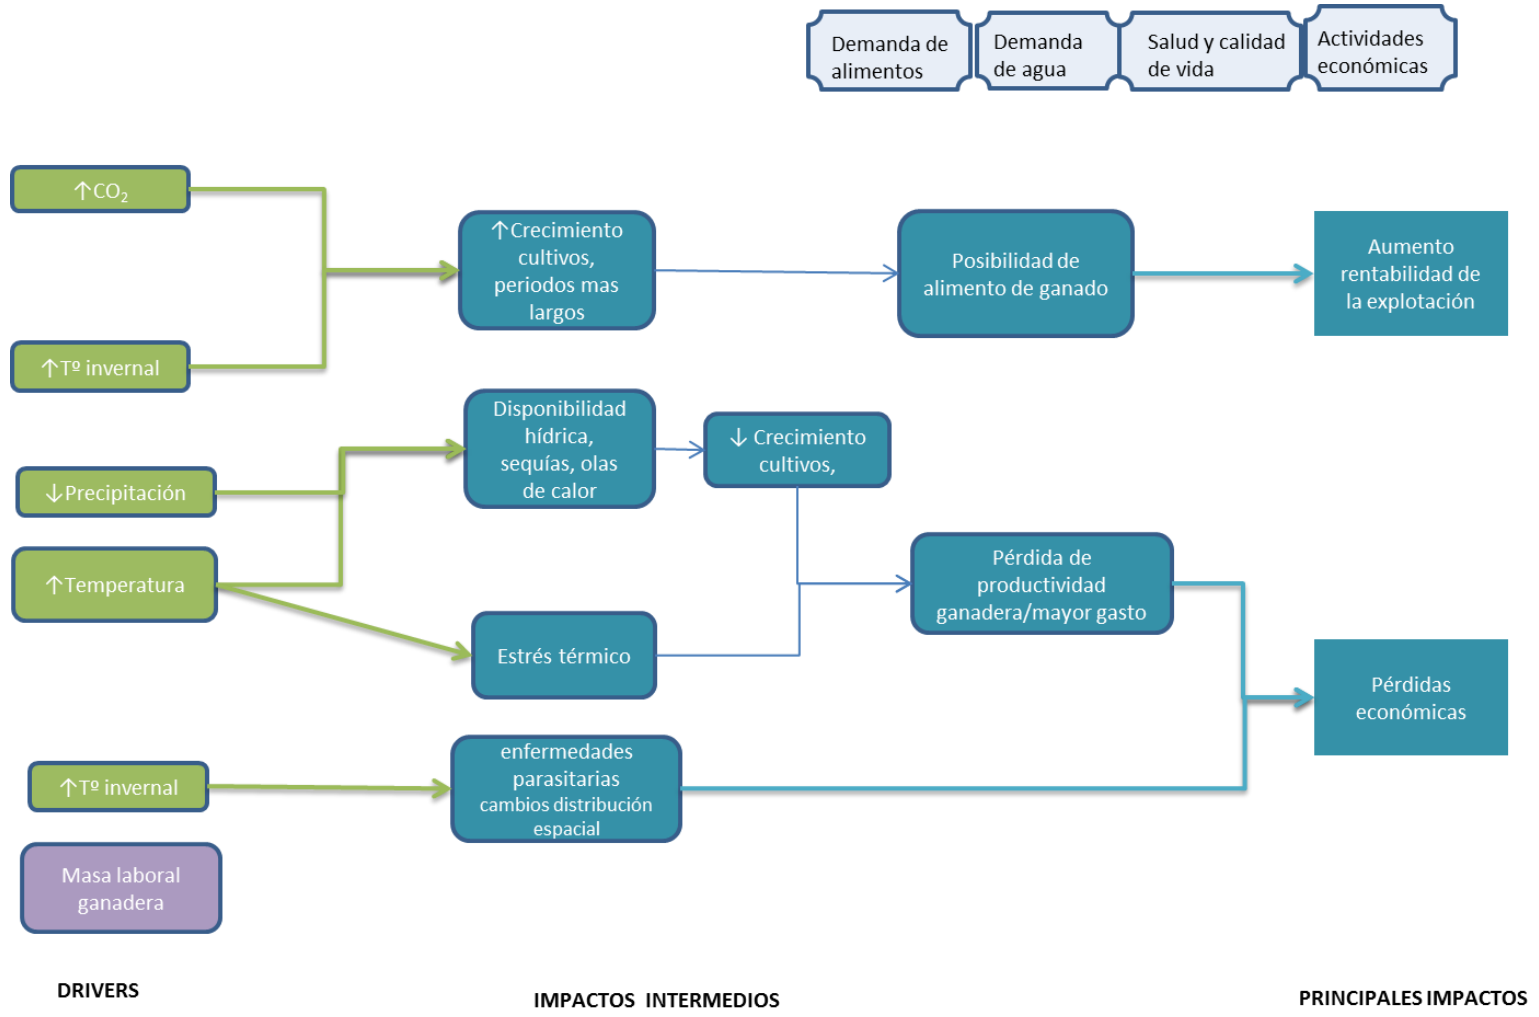 Demanda de
alimentos
Demanda
de agua
Salud y calidad
de vida
Actividades
económicas
↑CO₂
↑Tº invernal
↑Crecimiento
cultivos,
periodos mas
largos
Posibilidad de
alimento de ganado
Aumento
rentabilidad de
la explotación
↓Precipitación
↑Temperatura
Disponibilidad
hídrica,
sequías, olas
de calor
↓ Crecimiento
cultivos,
Estrés térmico
Pérdida de
productividad
ganadera/mayor gasto
Pérdidas
económicas
↑Tº invernal
enfermedades
parasitarias
cambios distribución
espacial
Masa laboral
ganadera
DRIVERS
IMPACTOS INTERMEDIOS
PRINCIPALES IMPACTOS